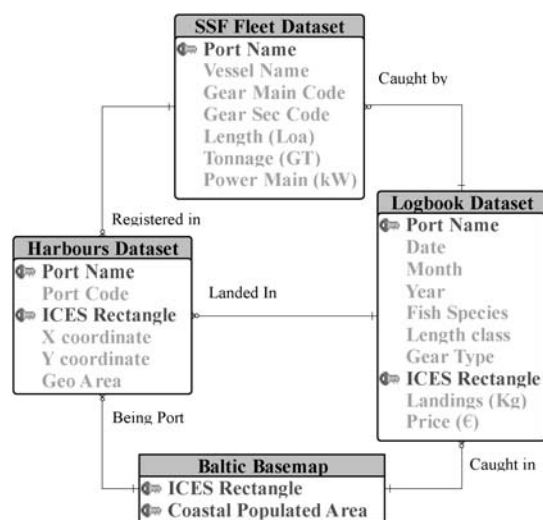 SSF Fleet Dataset
Port Name
Vessel Name
Gear Main Code
Gear Sec Code
Length (Loa)
Tonnage (GT)
Power Main (kW)
Caught by
Registered in
Harbours Dataset
Port Name
Port Code
ICES Rectangle
X coordinate
Y coordinate
Geo Area
Landed In
Logbook Dataset
Port Name
Date
Month
Year
Fish Species
Length class
Gear Type
ICES Rectangle
Landings (Kg)
Price (€)
Being Port
Caught in
Baltic Basemap
ICES Rectangle
Coastal Populated Area